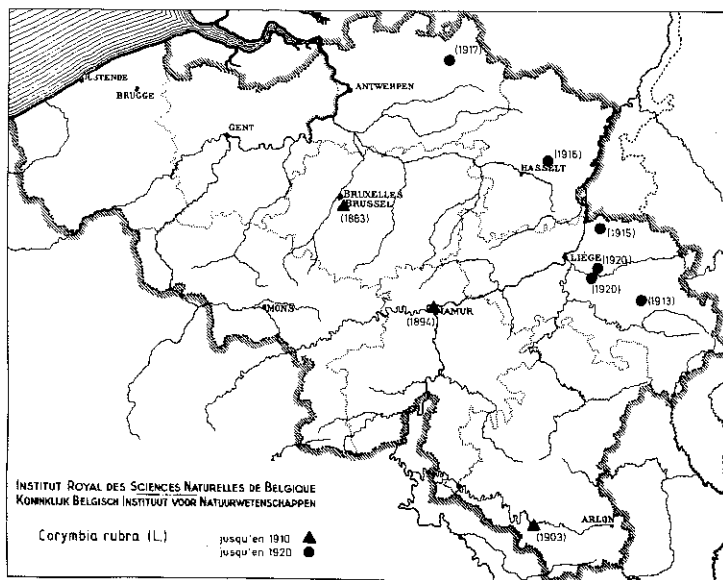 (1917)
OSTENDE
BRUGGE
ANTWERPEN
GENT
(1916)
HASSELT
BRUXELLES
BRUSSEL
(1883)
(1915)
LIÉGE (1920)
(1920)
(1913)
MONS
(1894) NAMUR
INSTITUT ROYAL DES SCIENCES NATURELLES DE BELGIQUE
KONINKLIJK BELGISCH INSTITUUT VOOR NATUURWETENSCHAPPEN
Corymbia rubra (L.)
jusqu'en 1910
jusqu'en 1920
ARLON
(1903)